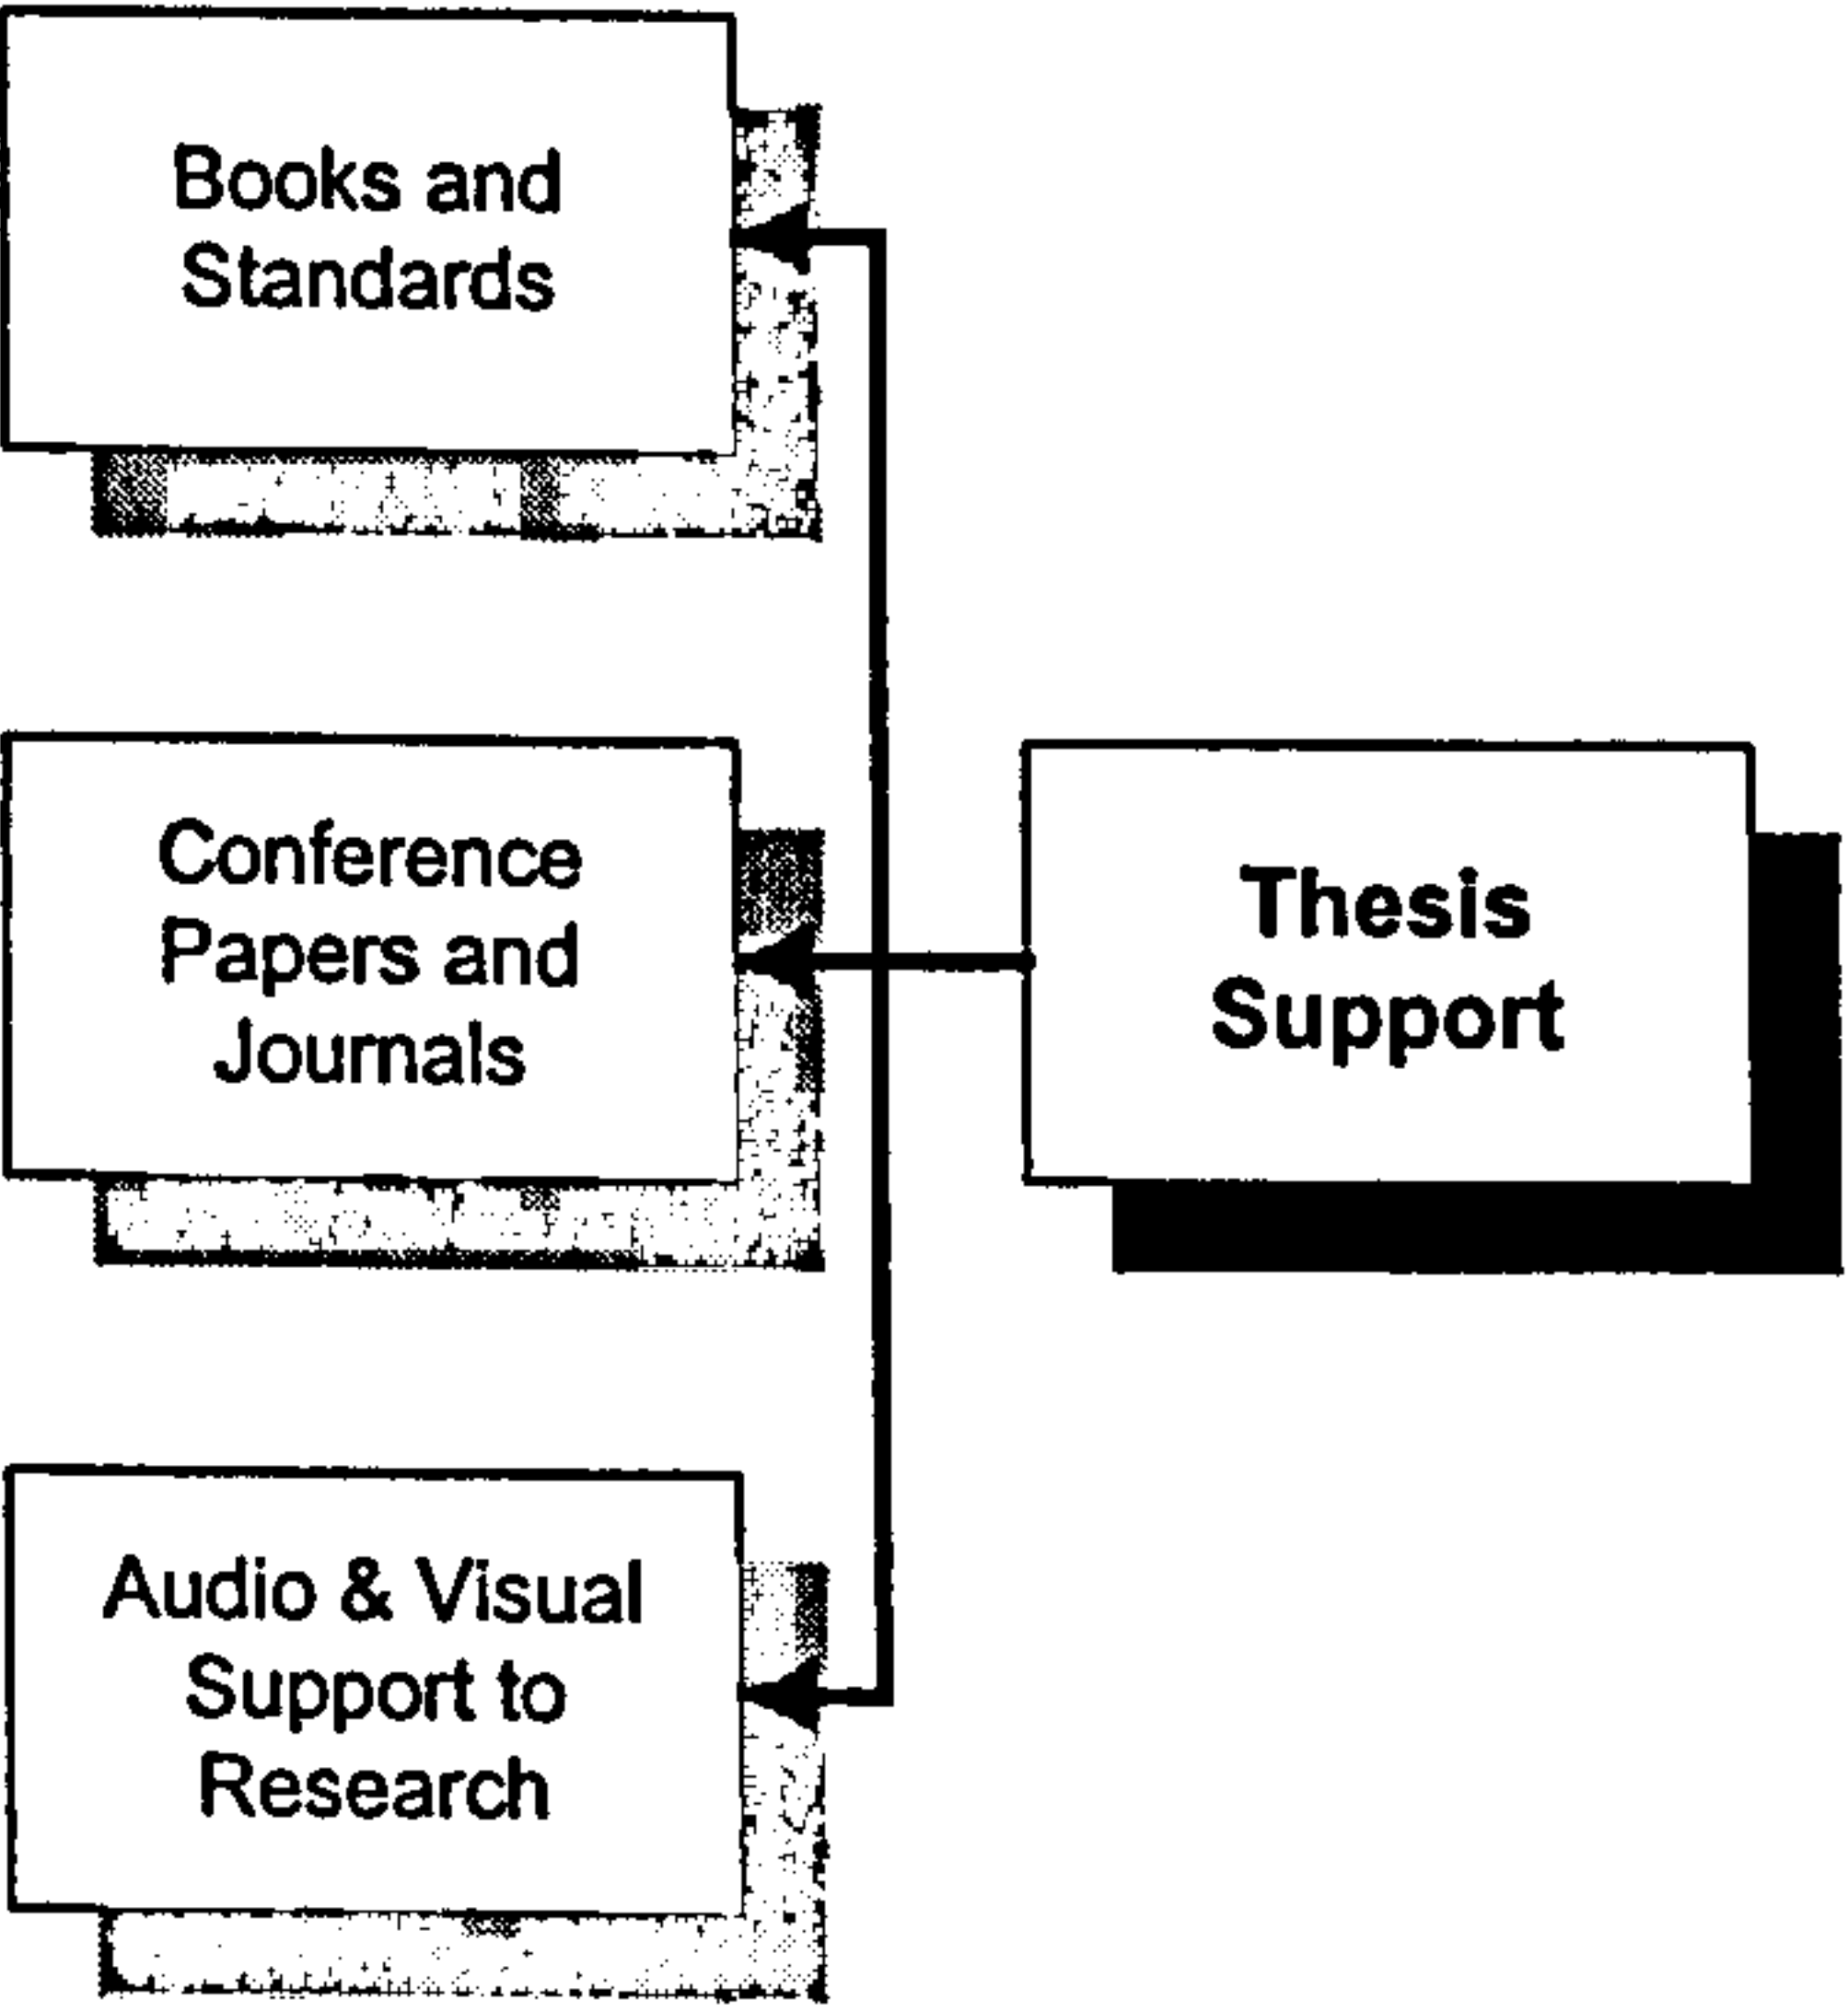 Books and
Standards
Conference
Papers and
Journals
Thesis
Support
Audio & Visual
Support to
Research